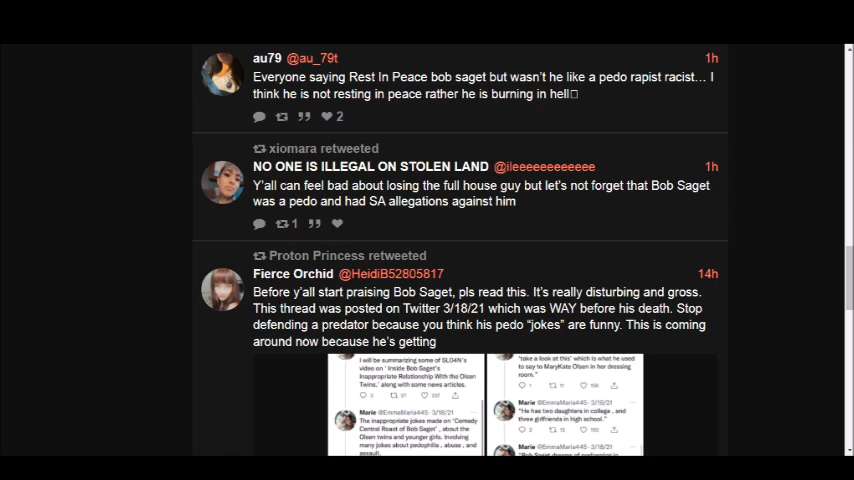 au79 @au_79t 1h
Everyone saying Rest In Peace bob saget but wasn't he like a pedo rapist racist… I
think he is not resting in peace rather he is burning in hell
2
xiomara retweeted
NO ONE IS ILLEGAL ON STOLEN LAND @ileeeeeeeeeeee 1h
Y'all can feel bad about losing the full house guy but let's not forget that Bob Saget
was a pedo and had SA allegations against him
1
Proton Princess retweeted
Fierce Orchid @HeidiB52805817 14h
Before y'all start praising Bob Saget, pls read this. It's really disturbing and gross.
This thread was posted on Twitter 3/18/21 which was WAY before his death. Stop
defending a predator because you think his pedo "jokes" are funny. This is coming
around now because he's getting
I will be summarizing some of SLO4N's
video on 'Inside Bob Saget's
Inappropriate Relationship With the Olsen
Twins.' along with some news articles.
Marie @EmmaMaria445 · 3/18/21
The inappropriate jokes made on 'Comedy
Central Roast of Bob Saget', about the
Olsen twins and younger girls. Involving
many jokes about pedophilia, abuse, and
assault.
'take a look at this' which is what he used
to say to MaryKate Olsen in her dressing
room."
Marie @EmmaMaria445 · 3/18/21
"He has two daughters in college, and
three girlfriends in high school."
Marie @EmmaMaria445 · 3/18/21